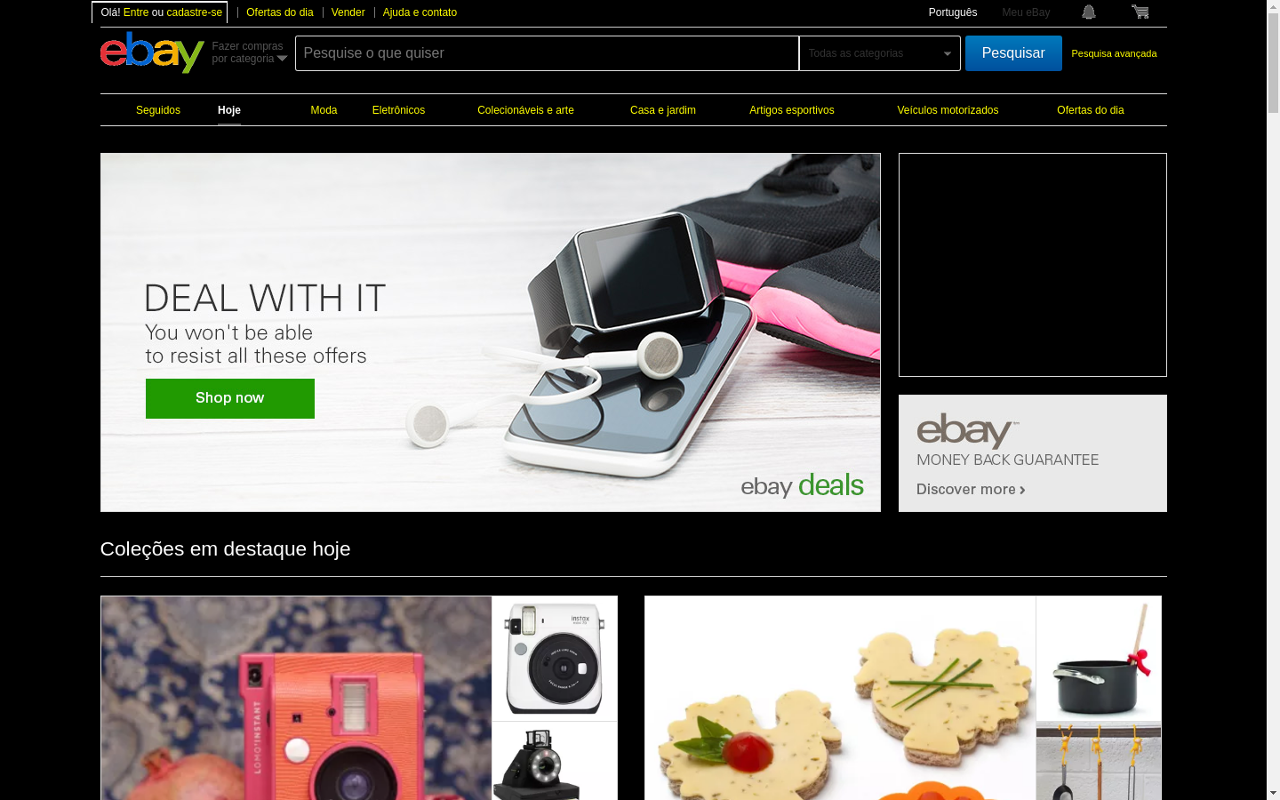 Olá! Entre ou cadastre-se
Ofertas do dia
Vender
Ajuda e contato
Português
Meu eBay
ebay
Fazer compras
por categoria
Pesquise o que quiser
Todas as categorias
Pesquisar
Pesquisa avançada
Seguidos
Hoje
Moda
Eletrônicos
Colecionáveis e arte
Casa e jardim
Artigos esportivos
Veículos motorizados
Ofertas do dia
DEAL WITH IT
You won't be able
to resist all these offers
Shop now
ebay deals
ebay™
MONEY BACK GUARANTEE
Discover more
Coleções em destaque hoje
LOMO'INSTANT
instax